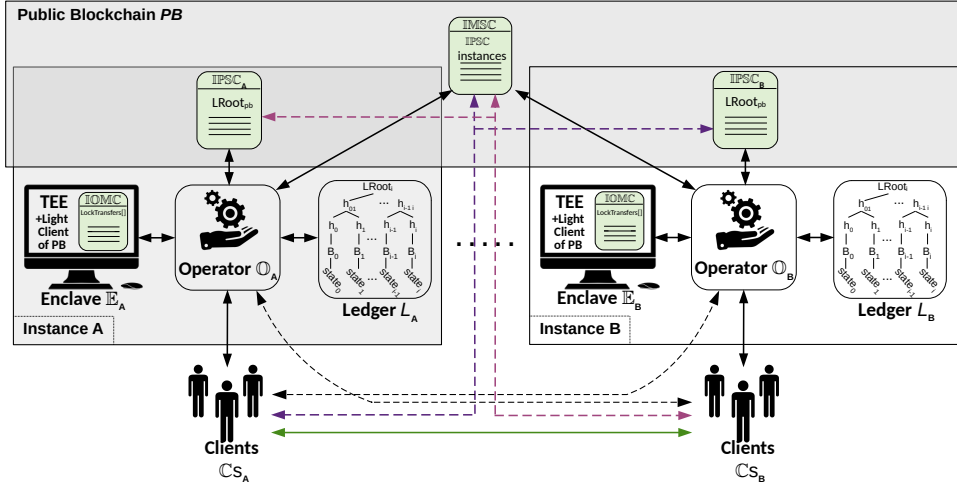 Public Blockchain PB
𝕀𝕄𝕊ℂ
𝕀ℙ𝕊ℂ
instances
𝕀ℙ𝕊ℂ_A
LRoot_pb
𝕀ℙ𝕊ℂ_B
LRoot_pb
TEE
+Light
Client
of PB
𝕀𝕆𝕄ℂ
LockTransfers[]
Enclave 𝔼_A
Operator 𝕆_A
LRoot_i
h_01 ... h_i-1 i
h_0 h_1 ... h_i-1 h_i
B_0 B_1 ... B_i-1 B_i
state_0 state_1 ... state_i-1 state_i
Ledger L_A
Instance A
.....
TEE
+Light
Client
of PB
𝕀𝕆𝕄ℂ
LockTransfers[]
Enclave 𝔼_B
Operator 𝕆_B
LRoot_i
h_01 ... h_i-1 i
h_0 h_1 ... h_i-1 h_i
B_0 B_1 ... B_i-1 B_i
state_0 state_1 ... state_i-1 state_i
Ledger L_B
Instance B
Clients
ℂs_A
Clients
ℂs_B